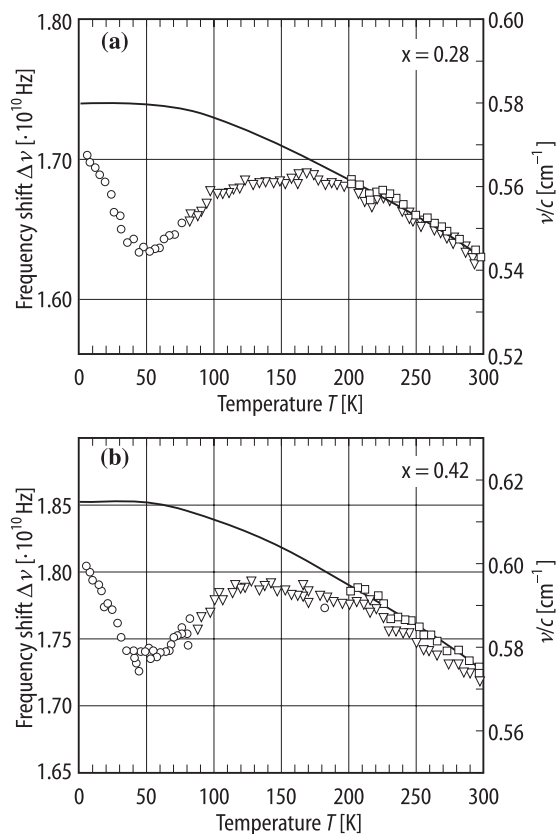 (a)
x = 0.28
1.80
1.70
1.60
Frequency shift Δν [· 10¹⁰ Hz]
0.60
0.58
0.56
0.54
0.52
ν/c [cm⁻¹]
0 50 100 150 200 250 300
Temperature T [K]
(b)
x = 0.42
1.85
1.80
1.75
1.70
1.65
Frequency shift Δν [· 10¹⁰ Hz]
0.62
0.60
0.58
0.56
ν/c [cm⁻¹]
0 50 100 150 200 250 300
Temperature T [K]